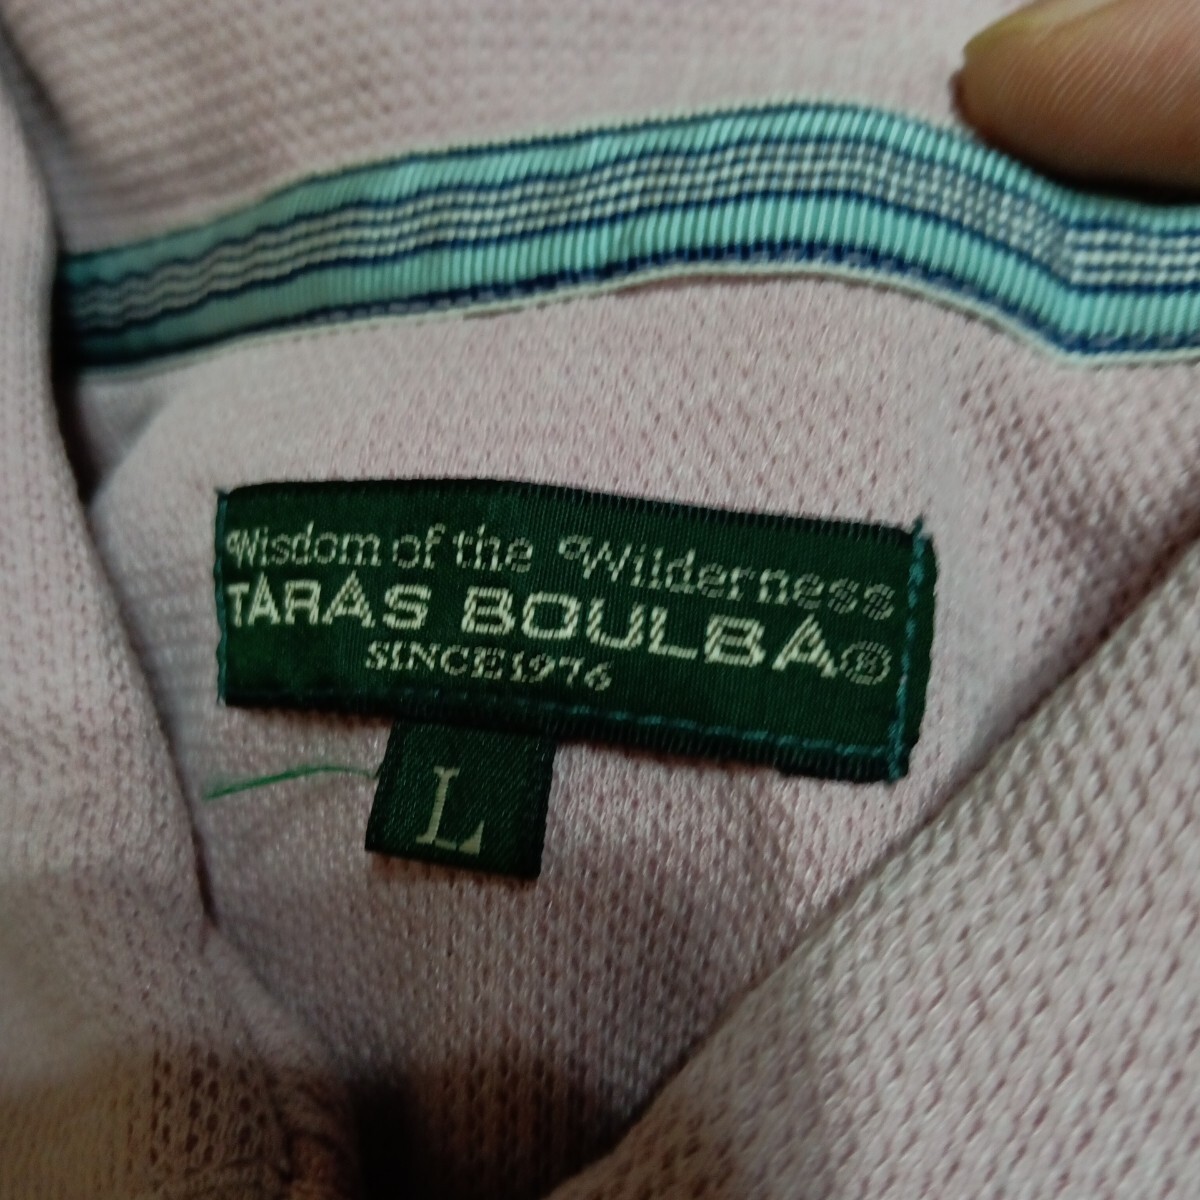 Wisdom of the Wilderness
TARAS BOULBA®
SINCE1976
L